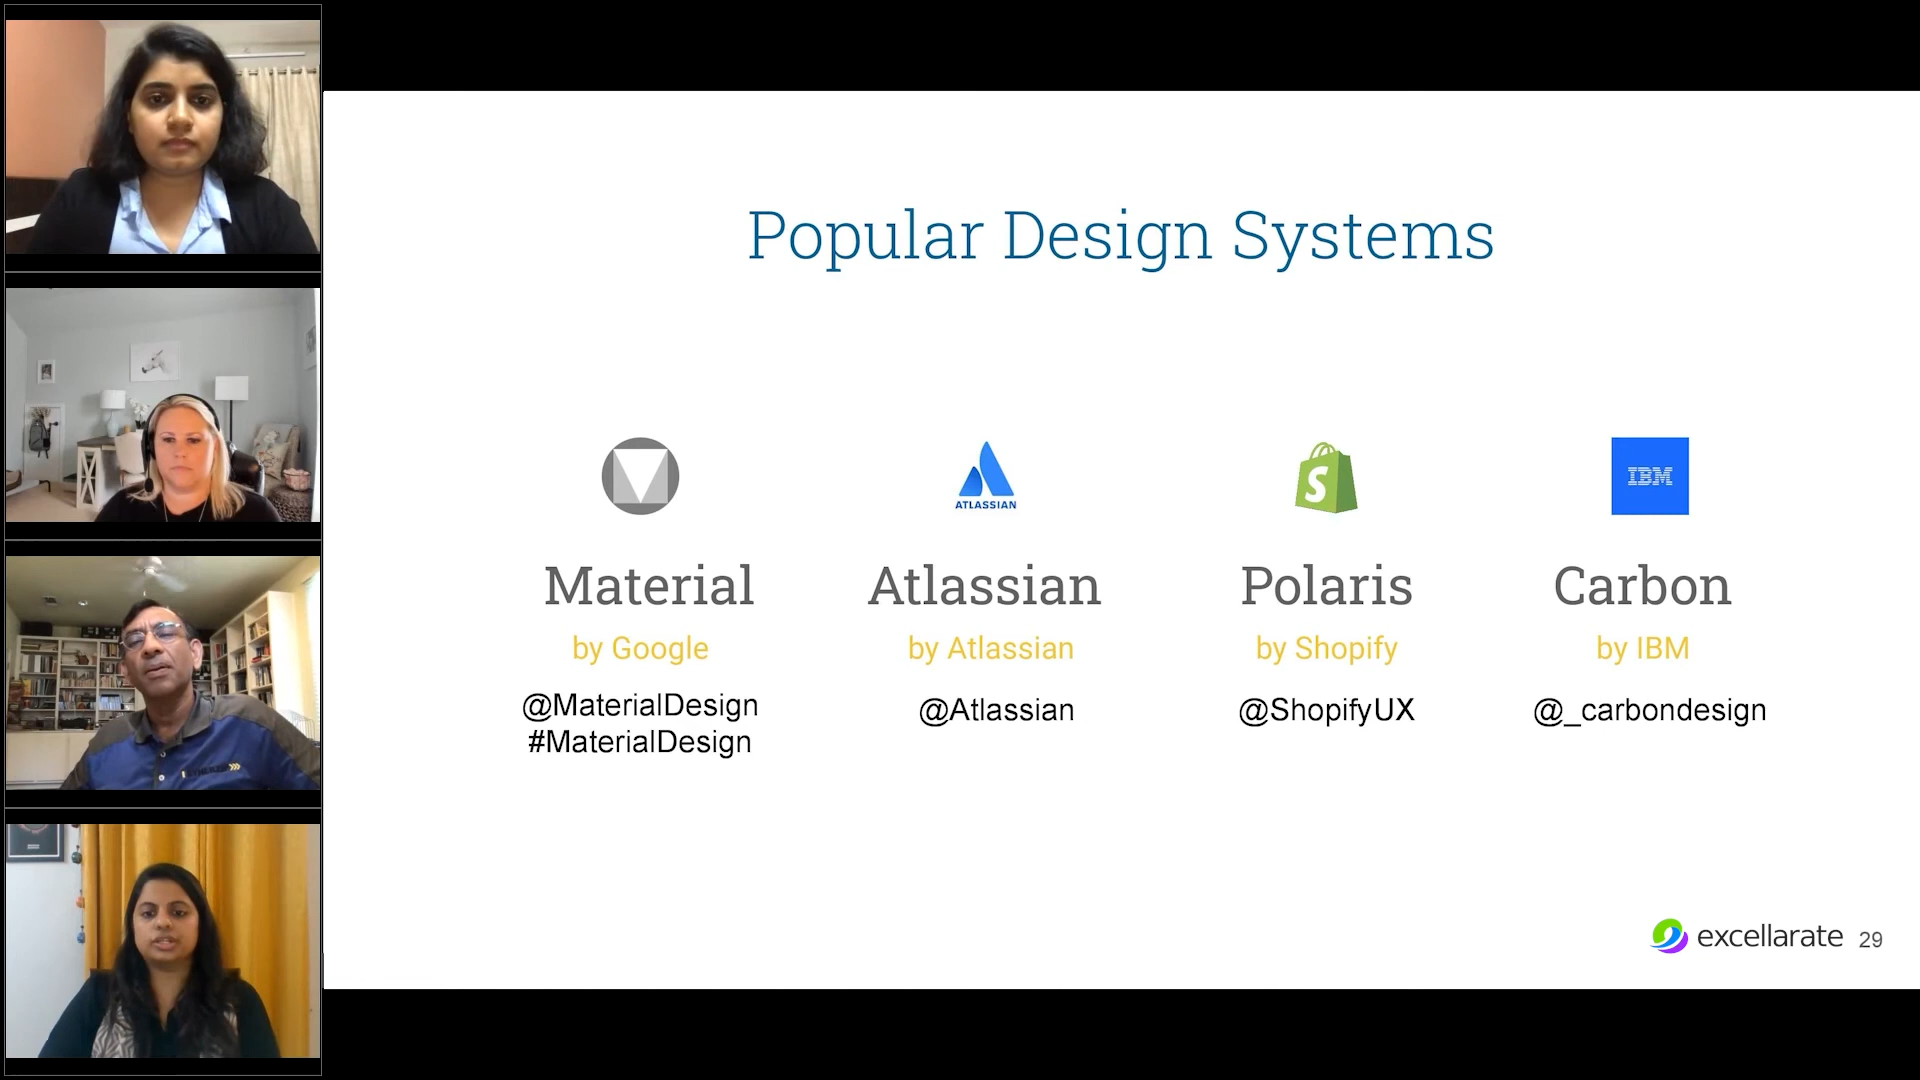 Popular Design Systems
ATLASSIAN
IBM
Material
Atlassian
Polaris
Carbon
by Google
by Atlassian
by Shopify
by IBM
@MaterialDesign
#MaterialDesign
@Atlassian
@ShopifyUX
@_carbondesign
excellarate 29